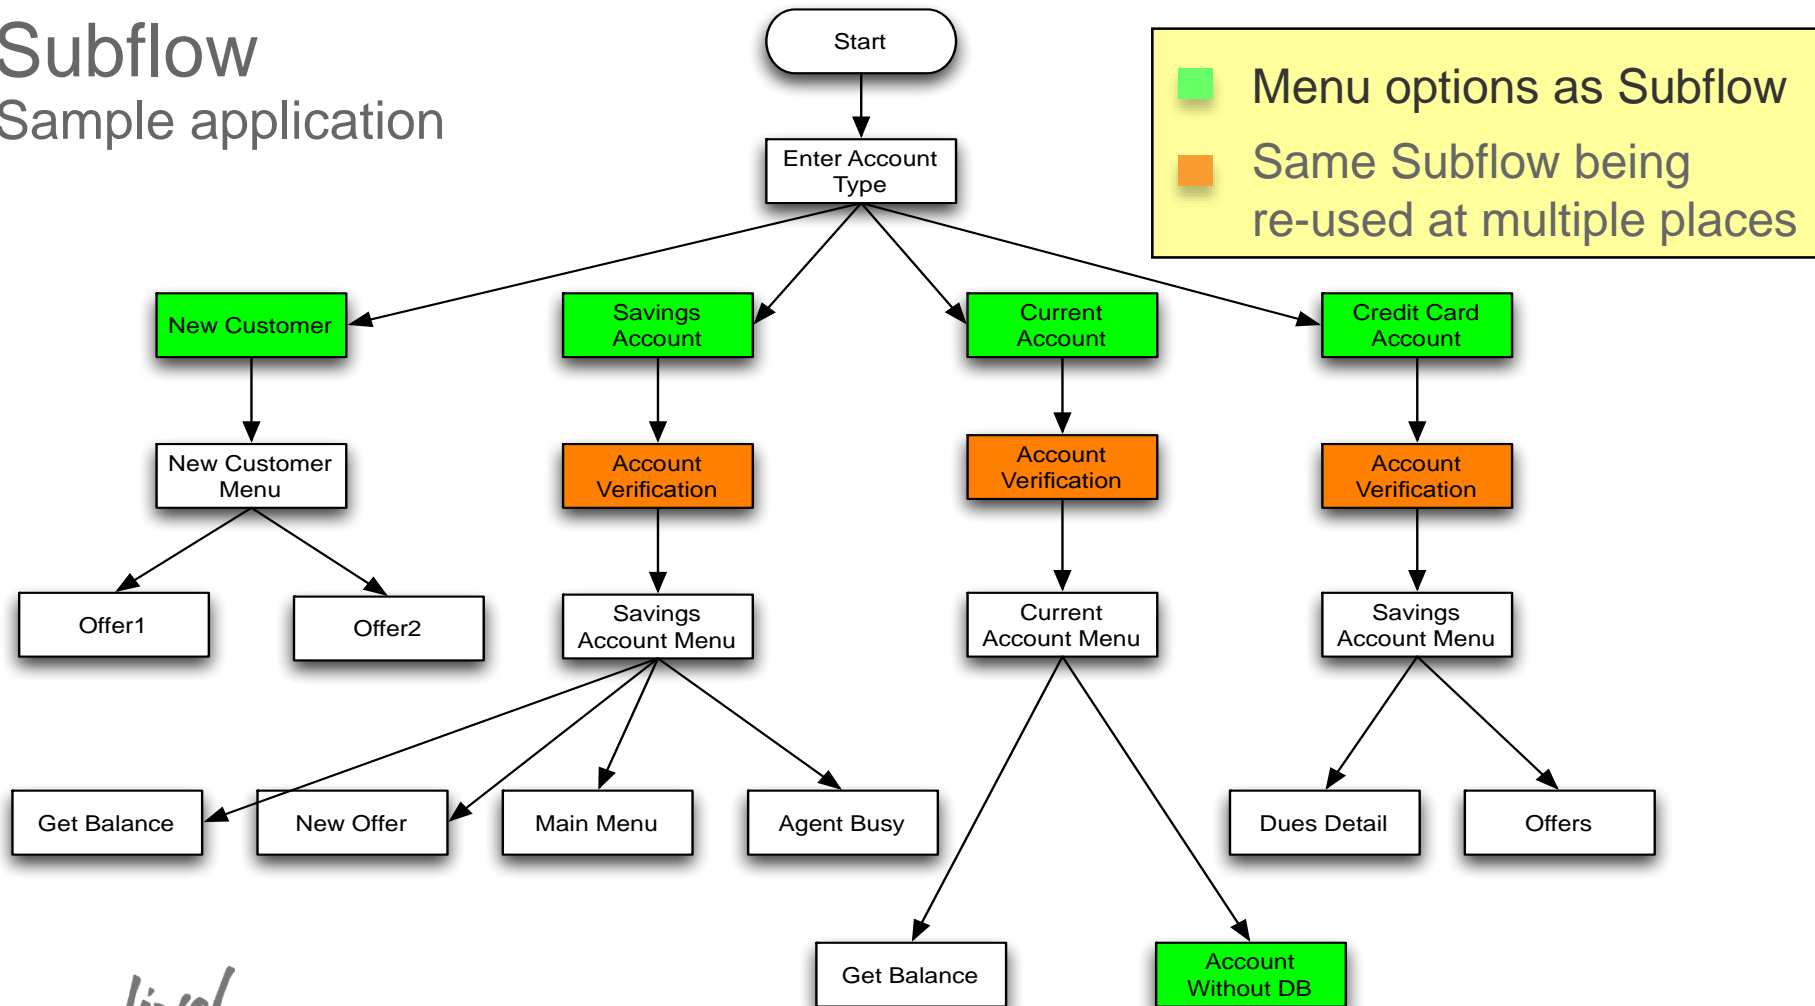 Subflow
Sample application
Start
Menu options as Subflow
Same Subflow being
re-used at multiple places
Enter Account
Type
New Customer
Savings
Account
Current
Account
Credit Card
Account
New Customer
Menu
Account
Verification
Account
Verification
Account
Verification
Offer1
Offer2
Savings
Account Menu
Current
Account Menu
Savings
Account Menu
Get Balance
New Offer
Main Menu
Agent Busy
Dues Detail
Offers
Get Balance
Account
Without DB